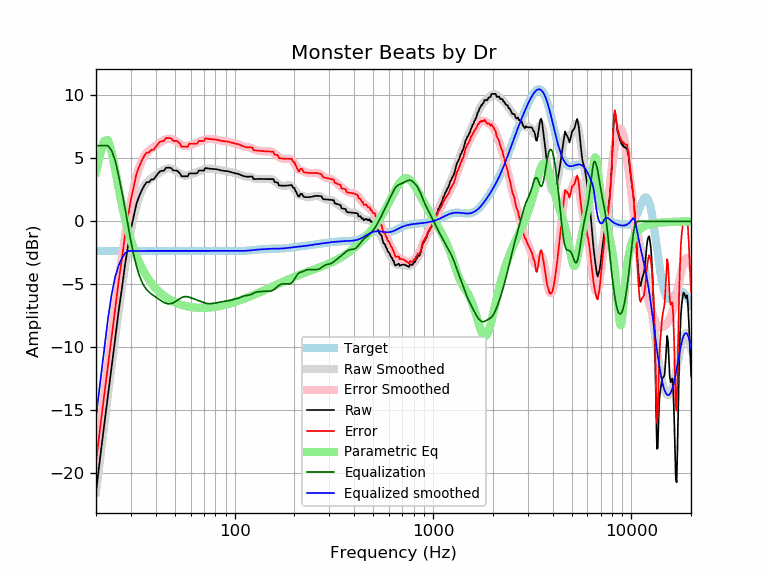 Monster Beats by Dr
Amplitude (dBr)
10
5
0
−5
−10
−15
−20
Target
Raw Smoothed
Error Smoothed
Raw
Error
Parametric Eq
Equalization
Equalized smoothed
100
1000
10000
Frequency (Hz)